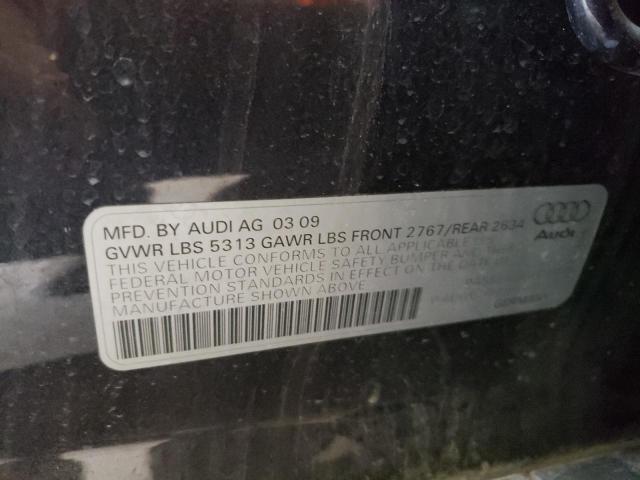 MFD. BY AUDI AG 03 09
GVWR LBS 5313 GAWR LBS FRONT 2767/REAR 2634
THIS VEHICLE CONFORMS TO ALL APPLICABLE
FEDERAL MOTOR VEHICLE SAFETY BUMPER AND
PREVENTION STANDARDS IN EFFECT ON THE DATE
MANUFACTURE SHOWN ABOVE
Audi
GERMANY